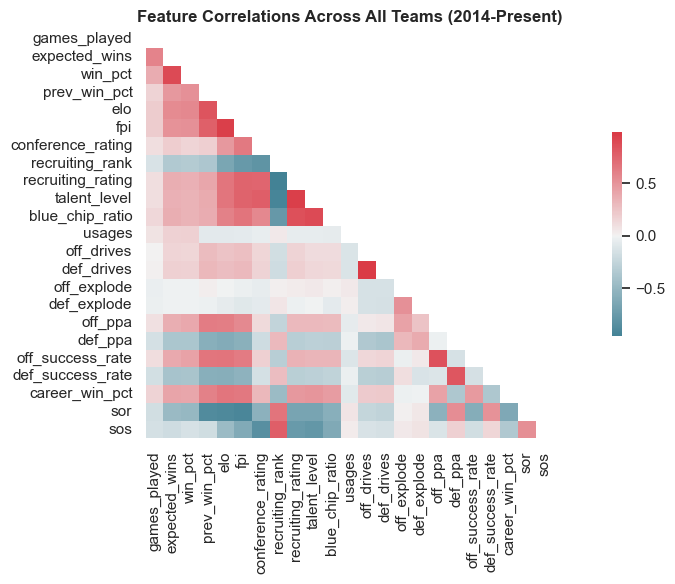 Feature Correlations Across All Teams (2014-Present)
games_played
expected_wins
win_pct
prev_win_pct
elo
fpi
conference_rating
recruiting_rank
recruiting_rating
talent_level
blue_chip_ratio
usages
off_drives
def_drives
off_explode
def_explode
off_ppa
def_ppa
off_success_rate
def_success_rate
career_win_pct
sor
sos
0.5
0.0
−0.5
games_played
expected_wins
win_pct
prev_win_pct
elo
fpi
conference_rating
recruiting_rank
recruiting_rating
talent_level
blue_chip_ratio
usages
off_drives
def_drives
off_explode
def_explode
off_ppa
def_ppa
off_success_rate
def_success_rate
career_win_pct
sor
sos